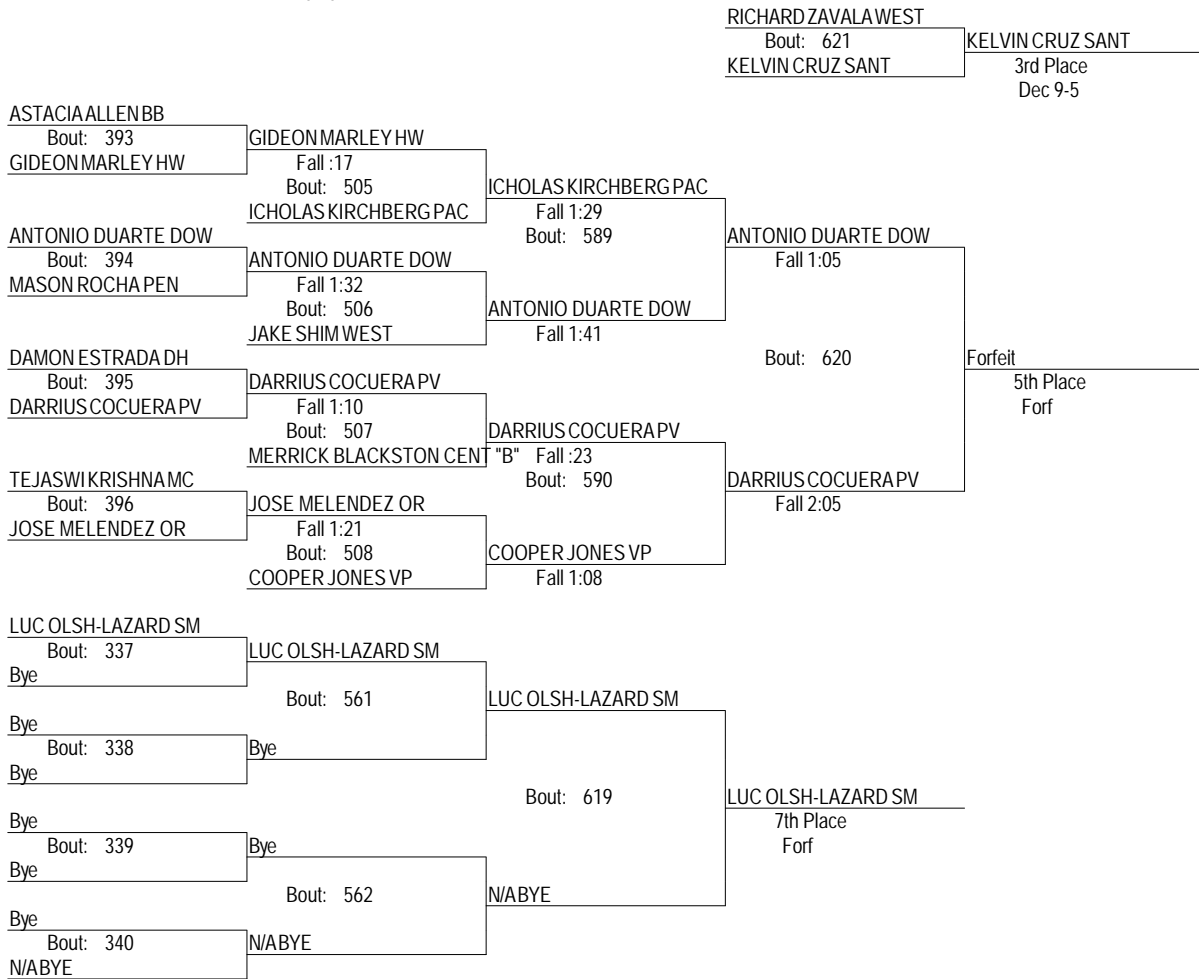 RICHARD ZAVALA WEST
Bout: 621
KELVIN CRUZ SANT
KELVIN CRUZ SANT
3rd Place
Dec 9-5
ASTACIA ALLEN BB
Bout: 393
GIDEON MARLEY HW
GIDEON MARLEY HW
Fall :17
Bout: 505
ICHOLAS KIRCHBERG PAC
ICHOLAS KIRCHBERG PAC
Fall 1:29
Bout: 589
ANTONIO DUARTE DOW
Bout: 394
MASON ROCHA PEN
ANTONIO DUARTE DOW
Fall 1:32
Bout: 506
JAKE SHIM WEST
ANTONIO DUARTE DOW
Fall 1:41
ANTONIO DUARTE DOW
Fall 1:05
Bout: 620
Forfeit
5th Place
Forf
DAMON ESTRADA DH
Bout: 395
DARRIUS COCUERA PV
DARRIUS COCUERA PV
Fall 1:10
Bout: 507
MERRICK BLACKSTON CENT "B"
DARRIUS COCUERA PV
Fall :23
Bout: 590
DARRIUS COCUERA PV
Fall 2:05
TEJASWI KRISHNA MC
Bout: 396
JOSE MELENDEZ OR
JOSE MELENDEZ OR
Fall 1:21
Bout: 508
COOPER JONES VP
COOPER JONES VP
Fall 1:08
LUC OLSH-LAZARD SM
Bout: 337
Bye
LUC OLSH-LAZARD SM
Bout: 561
LUC OLSH-LAZARD SM
Bye
Bout: 338
Bye
Bye
Bout: 619
LUC OLSH-LAZARD SM
7th Place
Forf
Bye
Bout: 339
Bye
Bye
Bout: 562
N/A BYE
Bye
Bout: 340
N/A BYE
N/A BYE